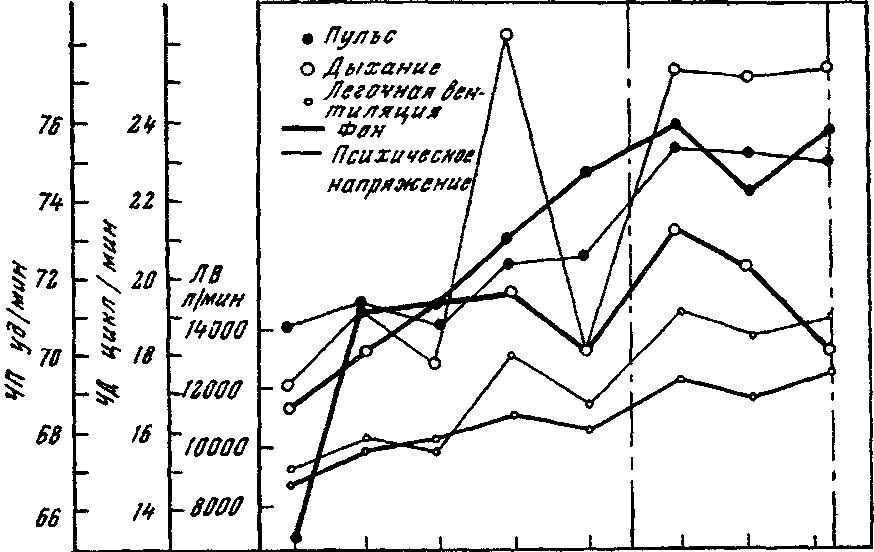 Пульс
Дыхание
Легочная вен-
тиляция
Фон
Психическое
напряжение
ЧП уд/мин
76
74
72
70
68
66
ЧД цикл/мин
24
22
20
18
16
14
ЛВ
л/мин
14000
12000
10000
8000